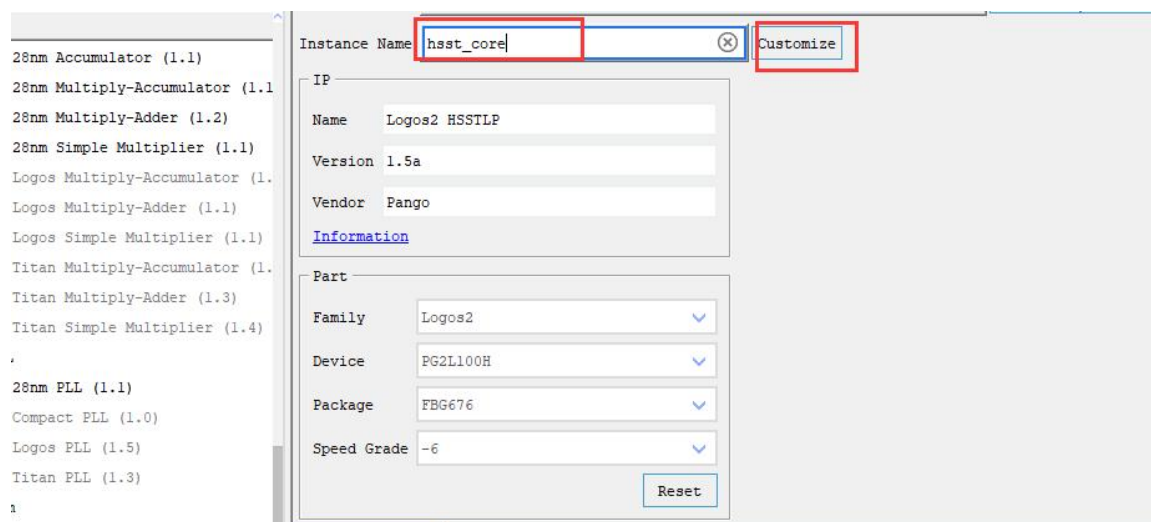 Instance Name hsst_core Customize
28nm Accumulator (1.1)
28nm Multiply-Accumulator (1.1
28nm Multiply-Adder (1.2)
28nm Simple Multiplier (1.1)
Logos Multiply-Accumulator (1.
Logos Multiply-Adder (1.1)
Logos Simple Multiplier (1.1)
Titan Multiply-Accumulator (1.
Titan Multiply-Adder (1.3)
Titan Simple Multiplier (1.4)
28nm PLL (1.1)
Compact PLL (1.0)
Logos PLL (1.5)
Titan PLL (1.3)
IP
Name Logos2 HSSTLP
Version 1.5a
Vendor Pango
Information
Part
Family Logos2
Device PG2L100H
Package FBG676
Speed Grade -6
Reset